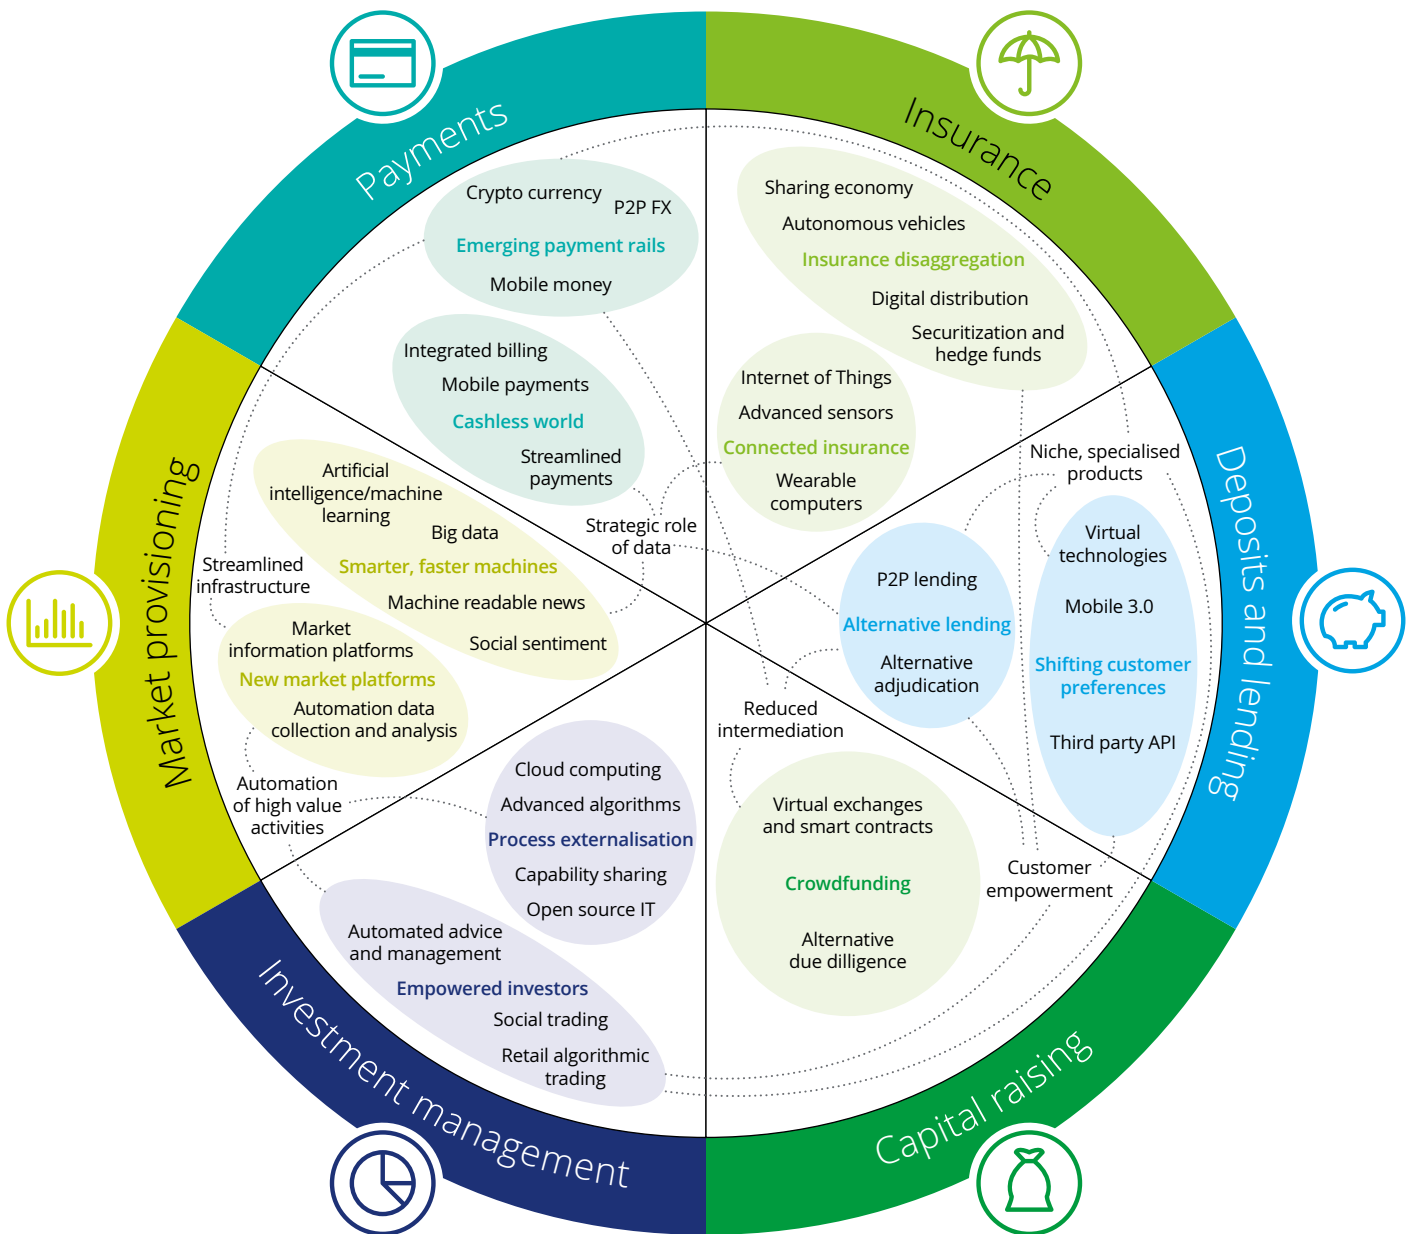 Payments
Crypto currency
P2P FX
Emerging payment rails
Mobile money
Integrated billing
Mobile payments
Cashless world
Streamlined
payments
Insurance
Sharing economy
Autonomous vehicles
Insurance disaggregation
Digital distribution
Securitization and
hedge funds
Internet of Things
Advanced sensors
Connected insurance
Wearable
computers
Strategic role
of data
Deposits and lending
Niche, specialised
products
Virtual
technologies
Mobile 3.0
Shifting customer
preferences
Third party API
P2P lending
Alternative lending
Alternative
adjudication
Customer
empowerment
Capital raising
Reduced
intermediation
Virtual exchanges
and smart contracts
Crowdfunding
Alternative
due dilligence
Investment management
Cloud computing
Advanced algorithms
Process externalisation
Capability sharing
Open source IT
Automated advice
and management
Empowered investors
Social trading
Retail algorithmic
trading
Market provisioning
Artificial
intelligence/machine
learning
Big data
Smarter, faster machines
Machine readable news
Social sentiment
Streamlined
infrastructure
Market
information platforms
New market platforms
Automation data
collection and analysis
Automation
of high value
activities